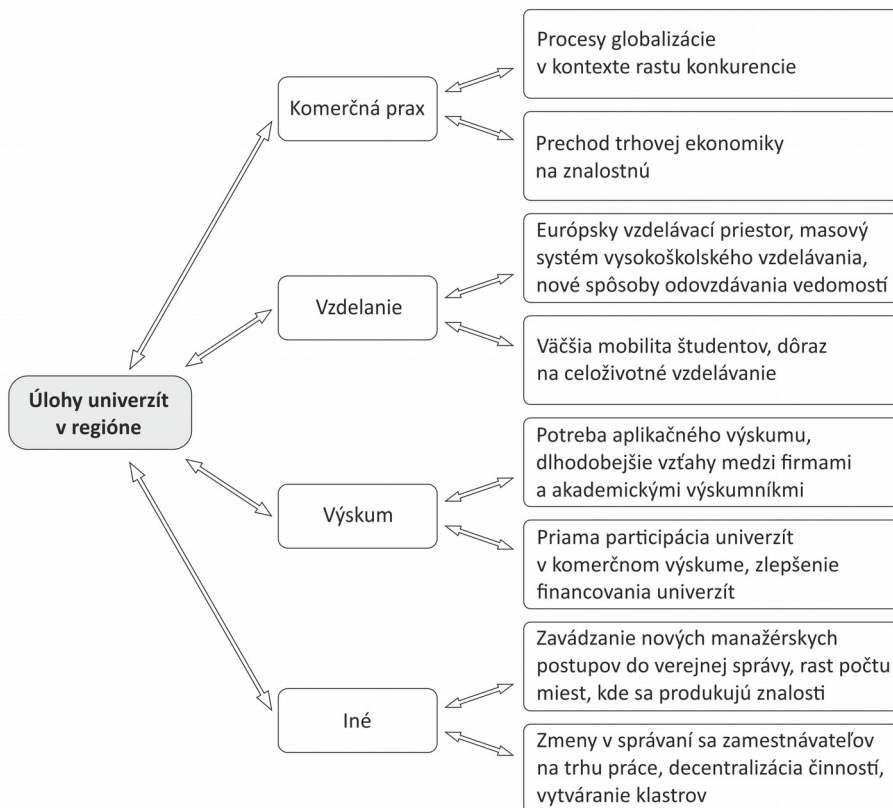 Procesy globalizácie
v kontexte rastu konkurencie
Komerčná prax
Prechod trhovej ekonomiky
na znalostnú
Európsky vzdelávací priestor, masový
systém vysokoškolského vzdelávania,
nové spôsoby odovzdávania vedomostí
Vzdelanie
Väčšia mobilita študentov, dôraz
na celoživotné vzdelávanie
Úlohy univerzít
v regióne
Potreba aplikačného výskumu,
dlhodobejšie vzťahy medzi firmami
a akademickými výskumníkmi
Výskum
Priama participácia univerzít
v komerčnom výskume, zlepšenie
financovania univerzít
Zavádzanie nových manažérskych
postupov do verejnej správy, rast počtu
miest, kde sa produkujú znalosti
Iné
Zmeny v správaní sa zamestnávateľov
na trhu práce, decentralizácia činností,
vytváranie klastrov